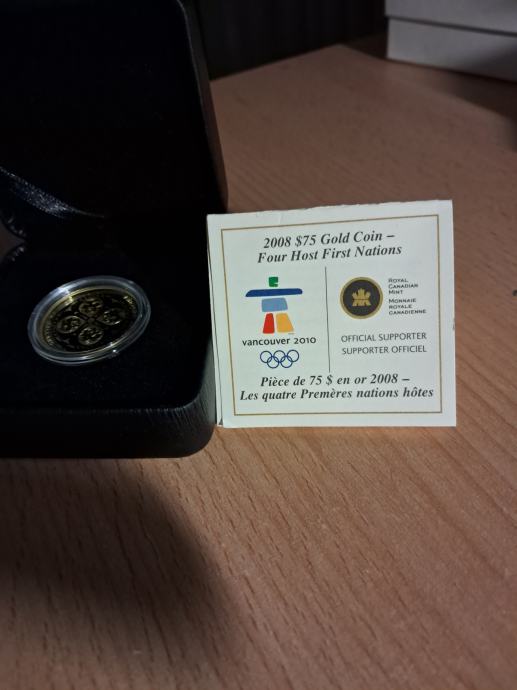 2008 $75 Gold Coin –
Four Host First Nations
vancouver 2010
ROYAL
CANADIAN
MINT
MONNAIE
ROYALE
CANADIENNE
OFFICIAL SUPPORTER
SUPPORTER OFFICIEL
Pièce de 75 $ en or 2008 –
Les quatre Premères nations hôtes